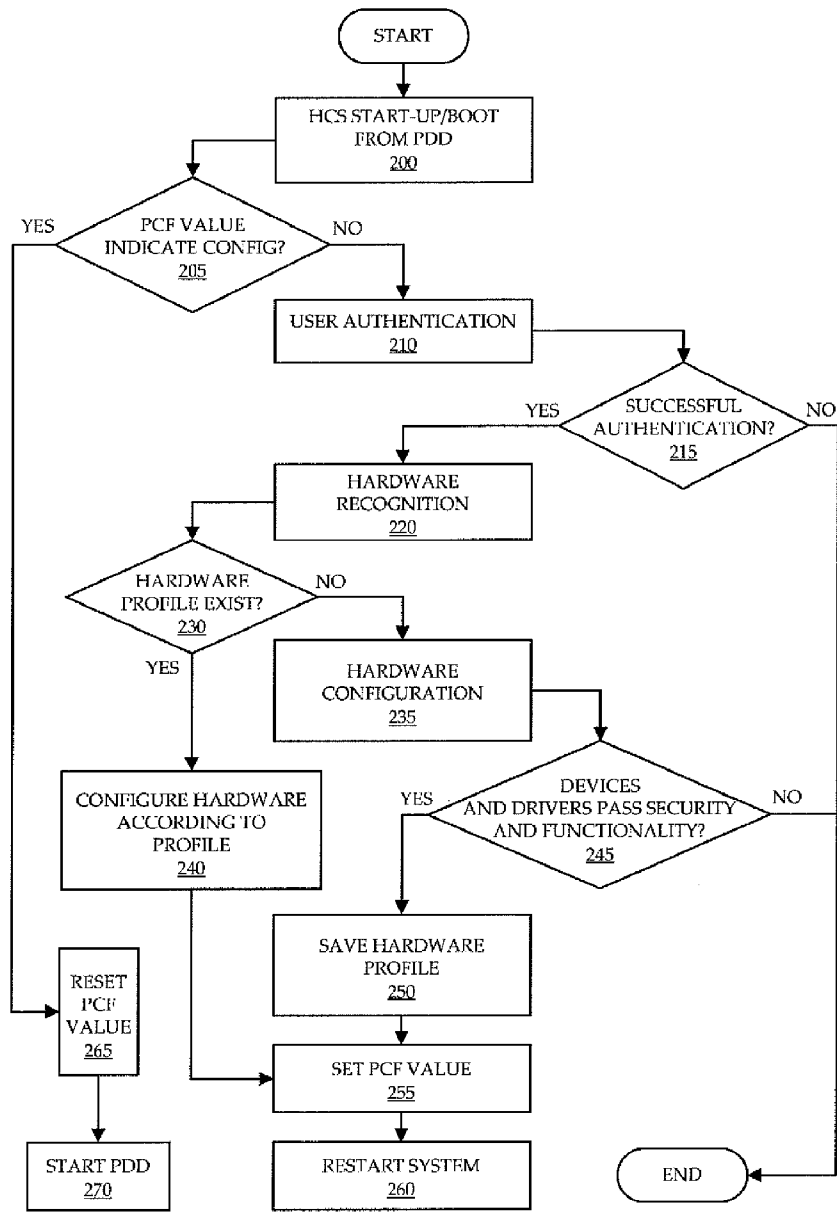 START
HCS START-UP/BOOT
FROM PDD
200
YES
PCF VALUE
INDICATE CONFIG?
205
NO
USER AUTHENTICATION
210
YES
SUCCESSFUL
AUTHENTICATION?
215
NO
HARDWARE
RECOGNITION
220
HARDWARE
PROFILE EXIST?
230
NO
YES
HARDWARE
CONFIGURATION
235
CONFIGURE HARDWARE
ACCORDING TO
PROFILE
240
YES
DEVICES
AND DRIVERS PASS SECURITY
AND FUNCTIONALITY?
245
NO
SAVE HARDWARE
PROFILE
250
RESET
PCF
VALUE
265
SET PCF VALUE
255
START PDD
270
RESTART SYSTEM
260
END